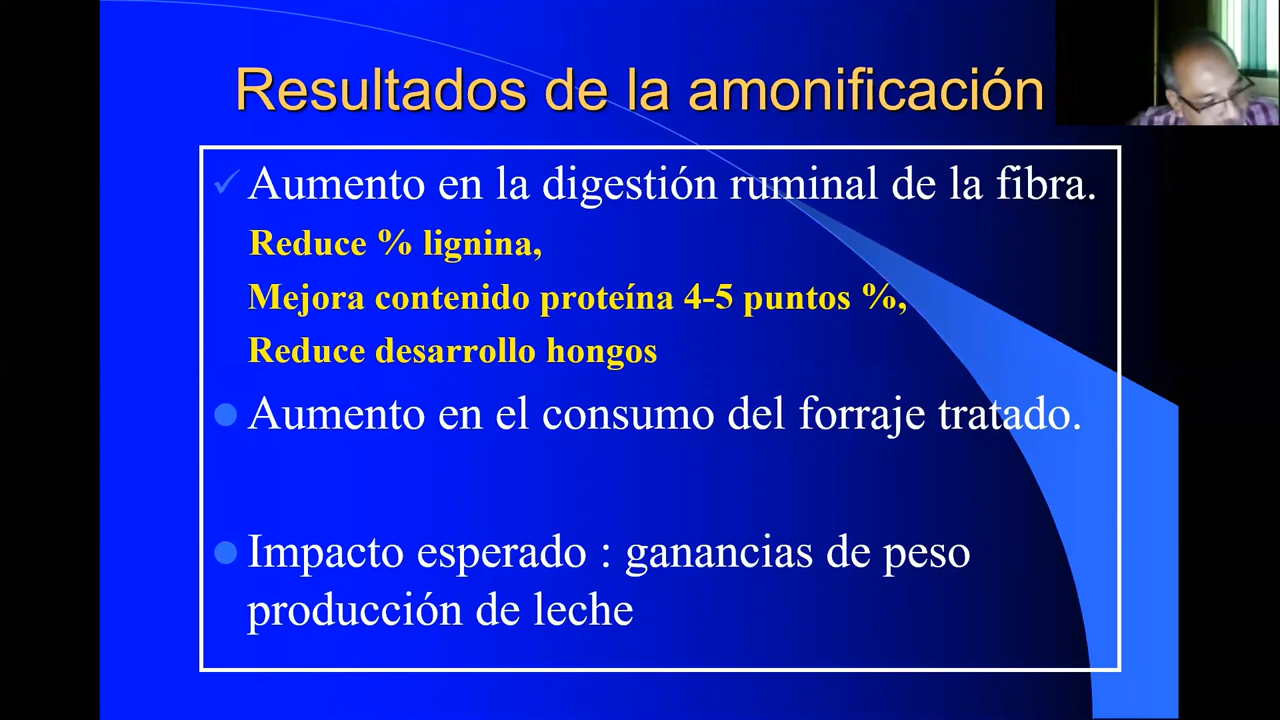 Resultados de la amonificación
Aumento en la digestión ruminal de la fibra.
Reduce % lignina,
Mejora contenido proteína 4-5 puntos %,
Reduce desarrollo hongos
Aumento en el consumo del forraje tratado.
Impacto esperado : ganancias de peso
producción de leche